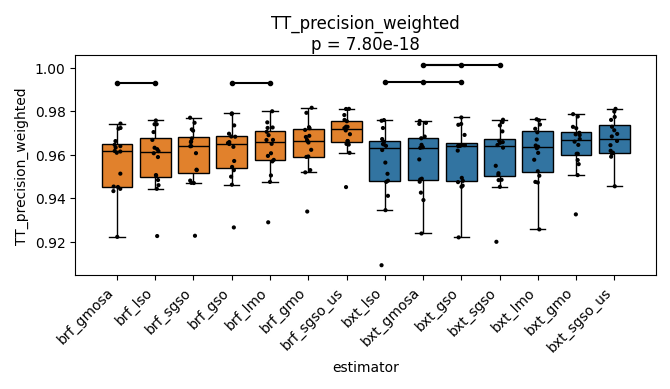 TT_precision_weighted
p = 7.80e-18
TT_precision_weighted
1.00
0.98
0.96
0.94
0.92
brf_gmosa
brf_lso
brf_sgso
brf_gso
brf_lmo
brf_gmo
brf_sgso_us
bxt_lso
bxt_gmosa
bxt_gso
bxt_sgso
bxt_lmo
bxt_gmo
bxt_sgso_us
estimator